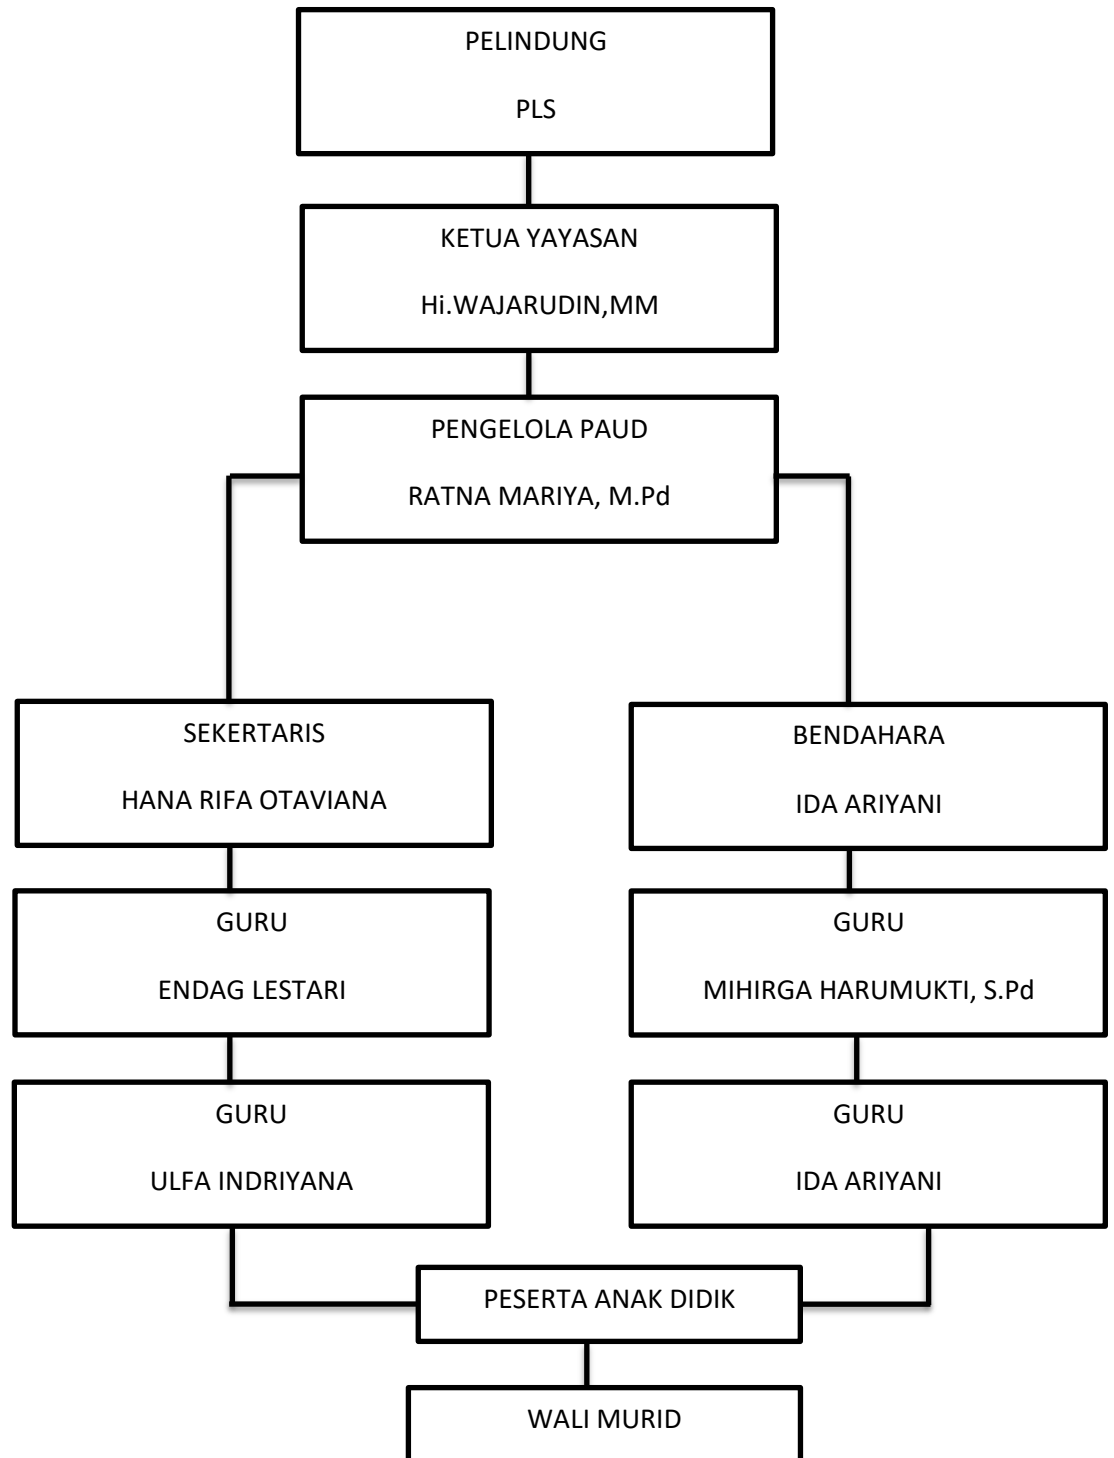 PELINDUNG
PLS
KETUA YAYASAN
Hi.WAJARUDIN,MM
PENGELOLA PAUD
RATNA MARIYA, M.Pd
SEKERTARIS
HANA RIFA OTAVIANA
BENDAHARA
IDA ARIYANI
GURU
ENDAG LESTARI
GURU
MIHIRGA HARUMUKTI, S.Pd
GURU
ULFA INDRIYANA
GURU
IDA ARIYANI
PESERTA ANAK DIDIK
WALI MURID